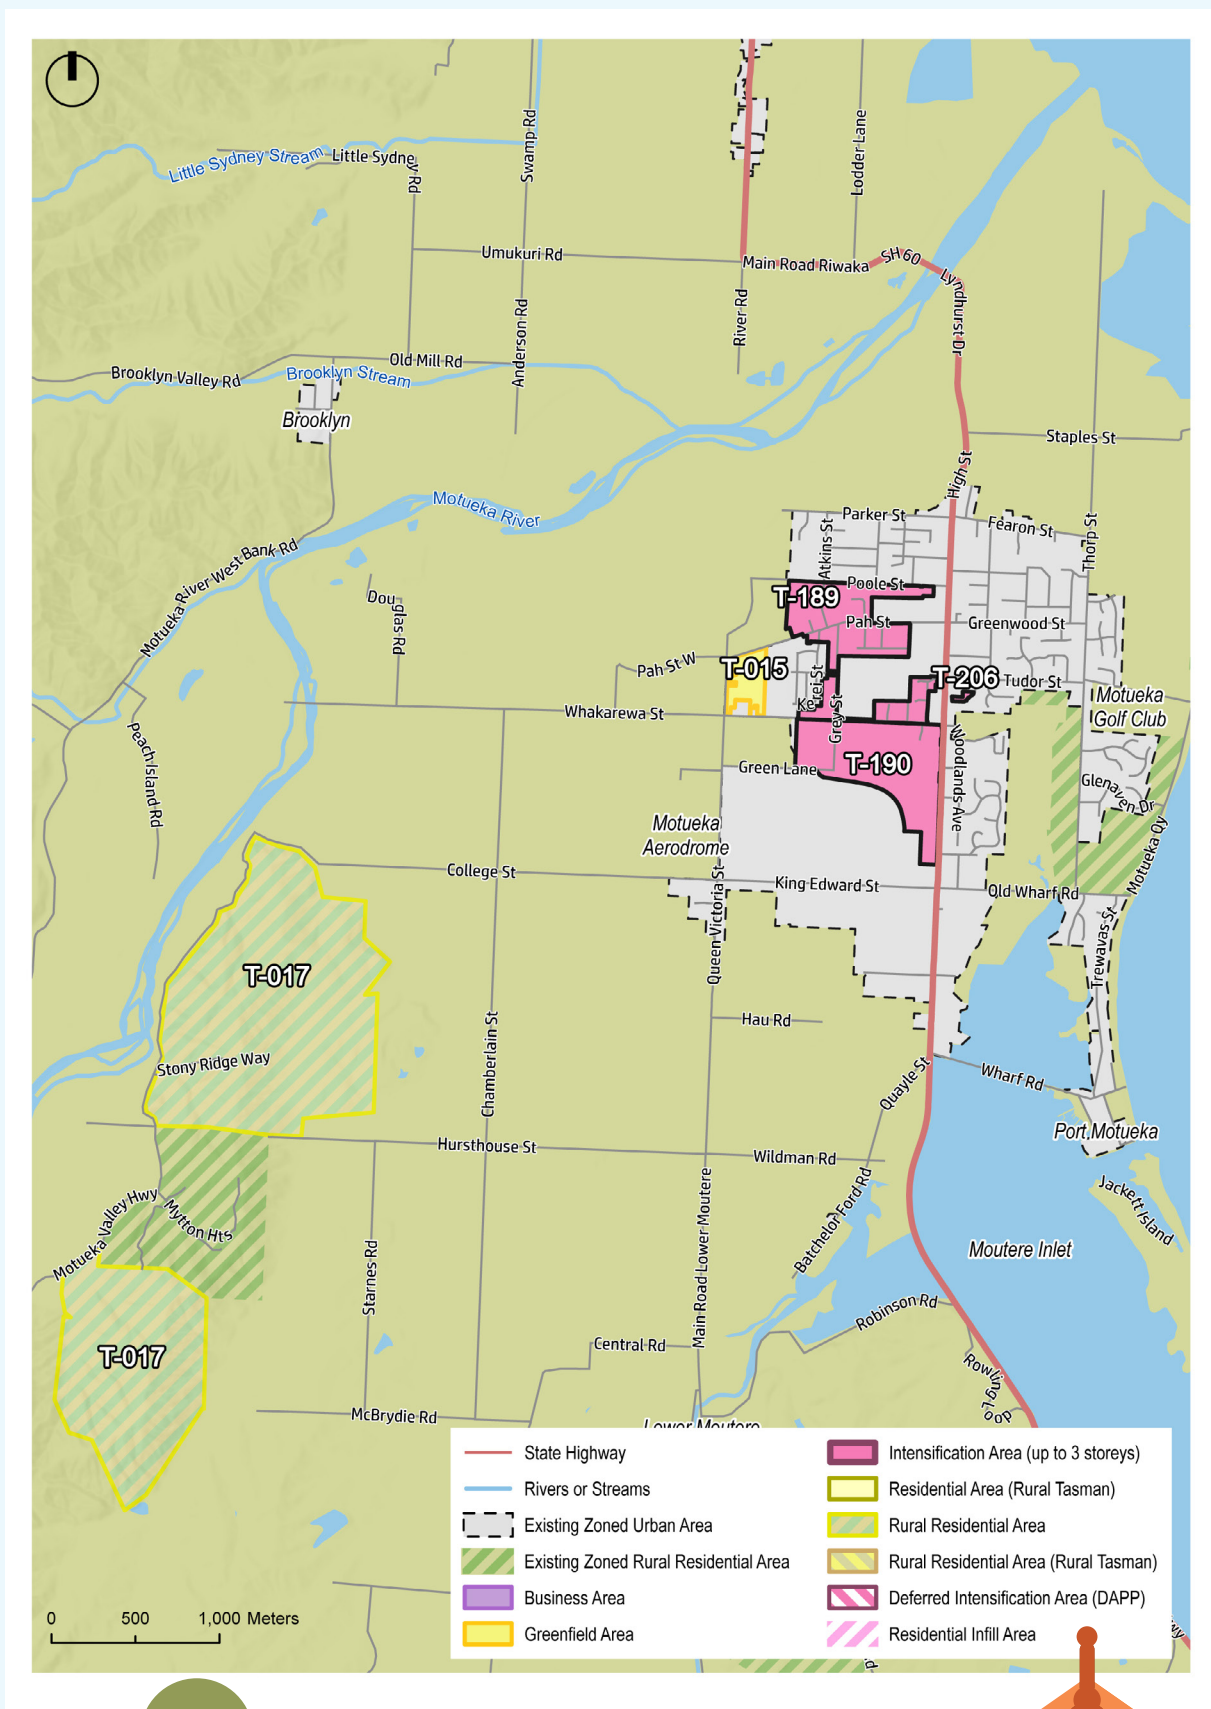 Little Sydney Stream
Little Sydney Rd
Swamp Rd
Lodder Lane
Umukuri Rd
Main Road Riwaka
SH 60
Lyndhurst Dr
River Rd
Anderson Rd
Old Mill Rd
Brooklyn Valley Rd
Brooklyn Stream
Brooklyn
Staples St
High St
Motueka River
Parker St
Fearon St
Thorp St
Atkins St
Motueka River West Bank Rd
Douglas Rd
Poole St
T-189
Pah St
Greenwood St
Pah St W
T-015
T-206
Tudor St
Kerei St
Grey St
Motueka
Golf Club
Whakarewa St
Peach Island Rd
Green Lane
T-190
Woodlands Ave
Glenaven Dr
Motueka Qy
Motueka
Aerodrome
College St
King Edward St
Old Wharf Rd
Queen Victoria St
Trewavas St
T-017
Hau Rd
Chamberlain St
Stony Ridge Way
Quayle St
Wharf Rd
Port Motueka
Hursthouse St
Wildman Rd
Motueka Valley Hwy
Mytton Hts
Main Road Lower Moutere
Batchelor Ford Rd
Jackett Island
Moutere Inlet
Starnes Rd
Robinson Rd
Central Rd
T-017
Rowling Loop
McBrydie Rd
Lower Moutere
State Highway
Rivers or Streams
Existing Zoned Urban Area
Existing Zoned Rural Residential Area
Business Area
Greenfield Area
Intensification Area (up to 3 storeys)
Residential Area (Rural Tasman)
Rural Residential Area
Rural Residential Area (Rural Tasman)
Deferred Intensification Area (DAPP)
Residential Infill Area
0 500 1,000 Meters